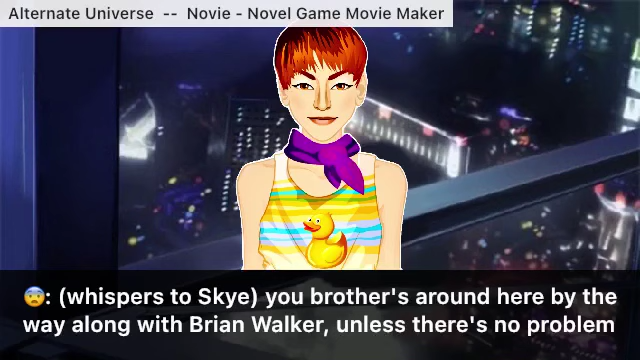 Alternate Universe -- Novie - Novel Game Movie Maker
😨: (whispers to Skye) you brother's around here by the
way along with Brian Walker, unless there's no problem